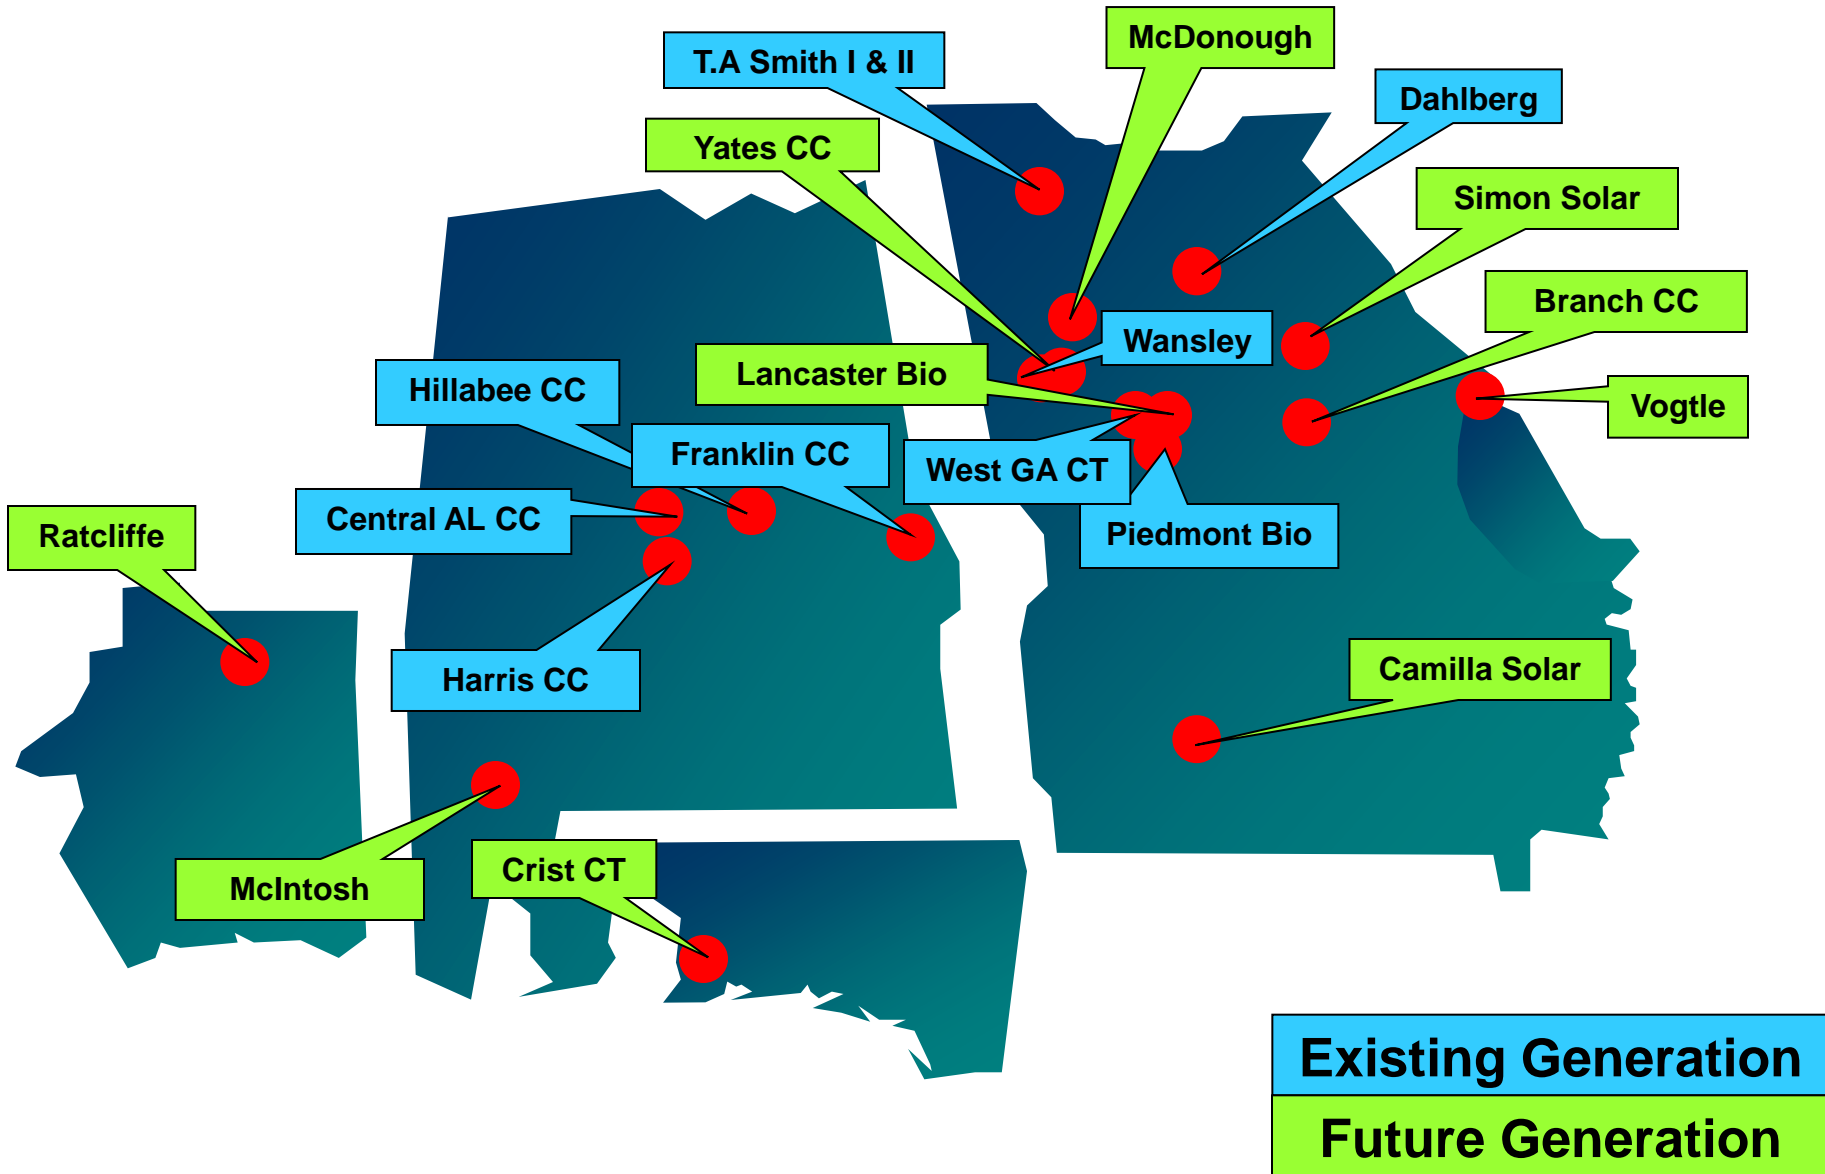 McDonough
T.A Smith I & II
Dahlberg
Yates CC
Simon Solar
Branch CC
Wansley
Lancaster Bio
Hillabee CC
Vogtle
Franklin CC
West GA CT
Central AL CC
Ratcliffe
Piedmont Bio
Harris CC
Camilla Solar
Crist CT
McIntosh
Existing Generation
Future Generation